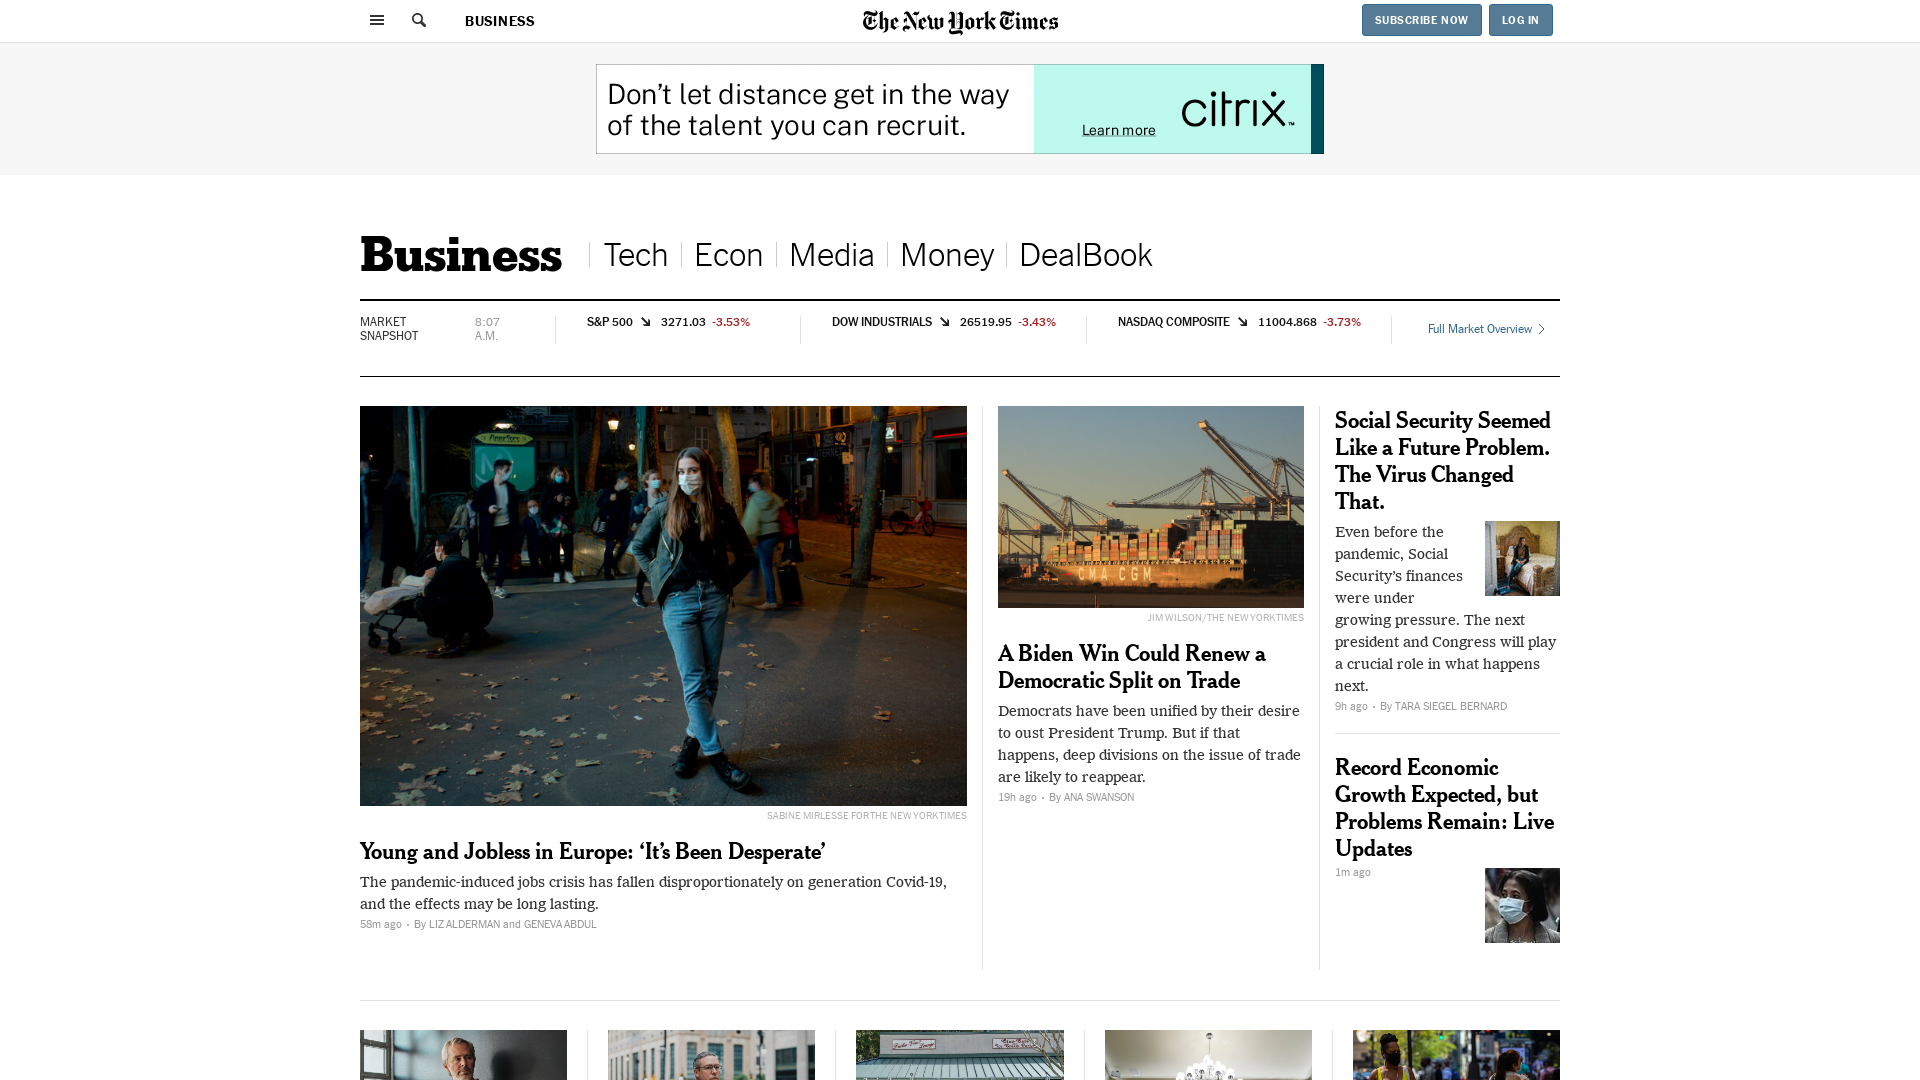 BUSINESS
The New York Times
SUBSCRIBE NOW
LOG IN
Don't let distance get in the way
of the talent you can recruit.
Learn more
citrix™
Business
Tech
Econ
Media
Money
DealBook
MARKET
SNAPSHOT
8:07
A.M.
S&P 500 ↘ 3271.03 -3.53%
DOW INDUSTRIALS ↘ 26519.95 -3.43%
NASDAQ COMPOSITE ↘ 11004.868 -3.73%
Full Market Overview
CMA CGM
SABINE MIRLESSE FOR THE NEW YORK TIMES
Young and Jobless in Europe: ‘It’s Been Desperate’
The pandemic-induced jobs crisis has fallen disproportionately on generation Covid-19,
and the effects may be long lasting.
58m ago • By LIZ ALDERMAN and GENEVA ABDUL
JIM WILSON/THE NEW YORK TIMES
A Biden Win Could Renew a
Democratic Split on Trade
Democrats have been unified by their desire
to oust President Trump. But if that
happens, deep divisions on the issue of trade
are likely to reappear.
19h ago • By ANA SWANSON
Social Security Seemed
Like a Future Problem.
The Virus Changed
That.
Even before the
pandemic, Social
Security’s finances
were under
growing pressure. The next
president and Congress will play
a crucial role in what happens
next.
9h ago • By TARA SIEGEL BERNARD
Record Economic
Growth Expected, but
Problems Remain: Live
Updates
1m ago